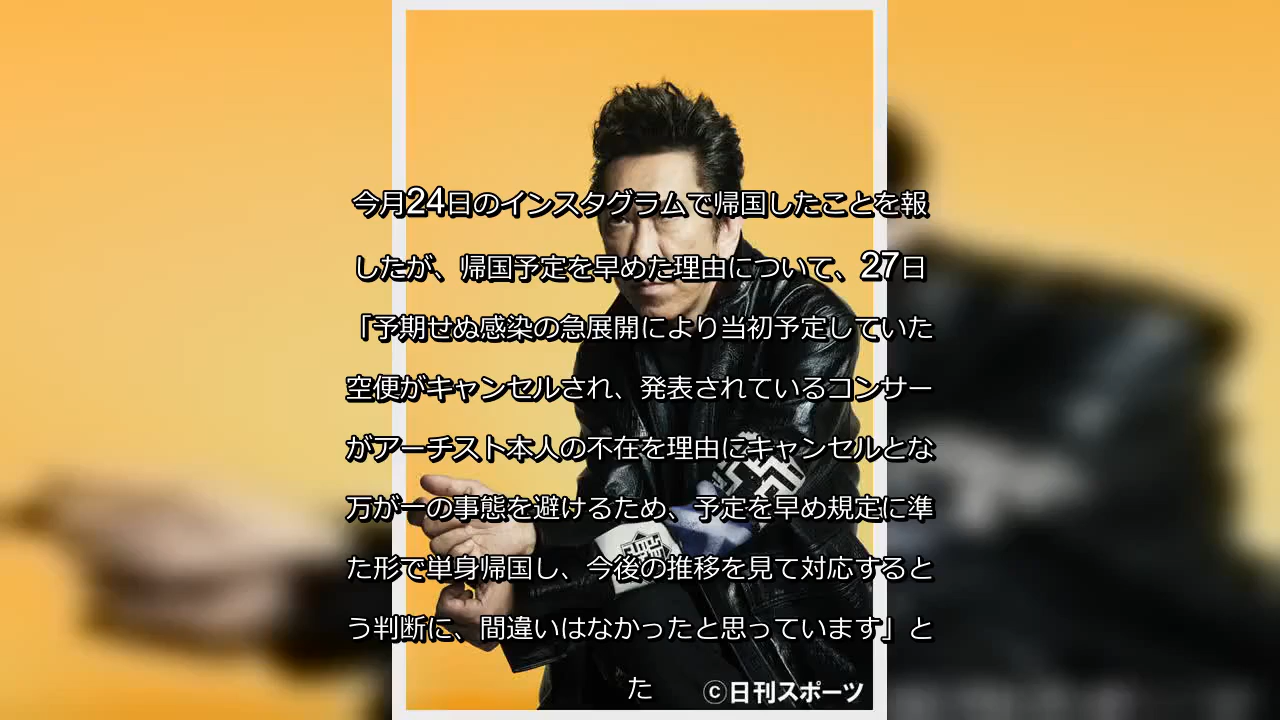 今月24日のインスタグラムで帰国したことを報
したが、帰国予定を早めた理由について、27日
「予期せぬ感染の急展開により当初予定していた
空便がキャンセルされ、発表されているコンサー
がアーチスト本人の不在を理由にキャンセルとな
万が一の事態を避けるため、予定を早め規定に準
た形で単身帰国し、今後の推移を見て対応すると
う判断に、間違いはなかったと思っています」と
た
©日刊スポーツ